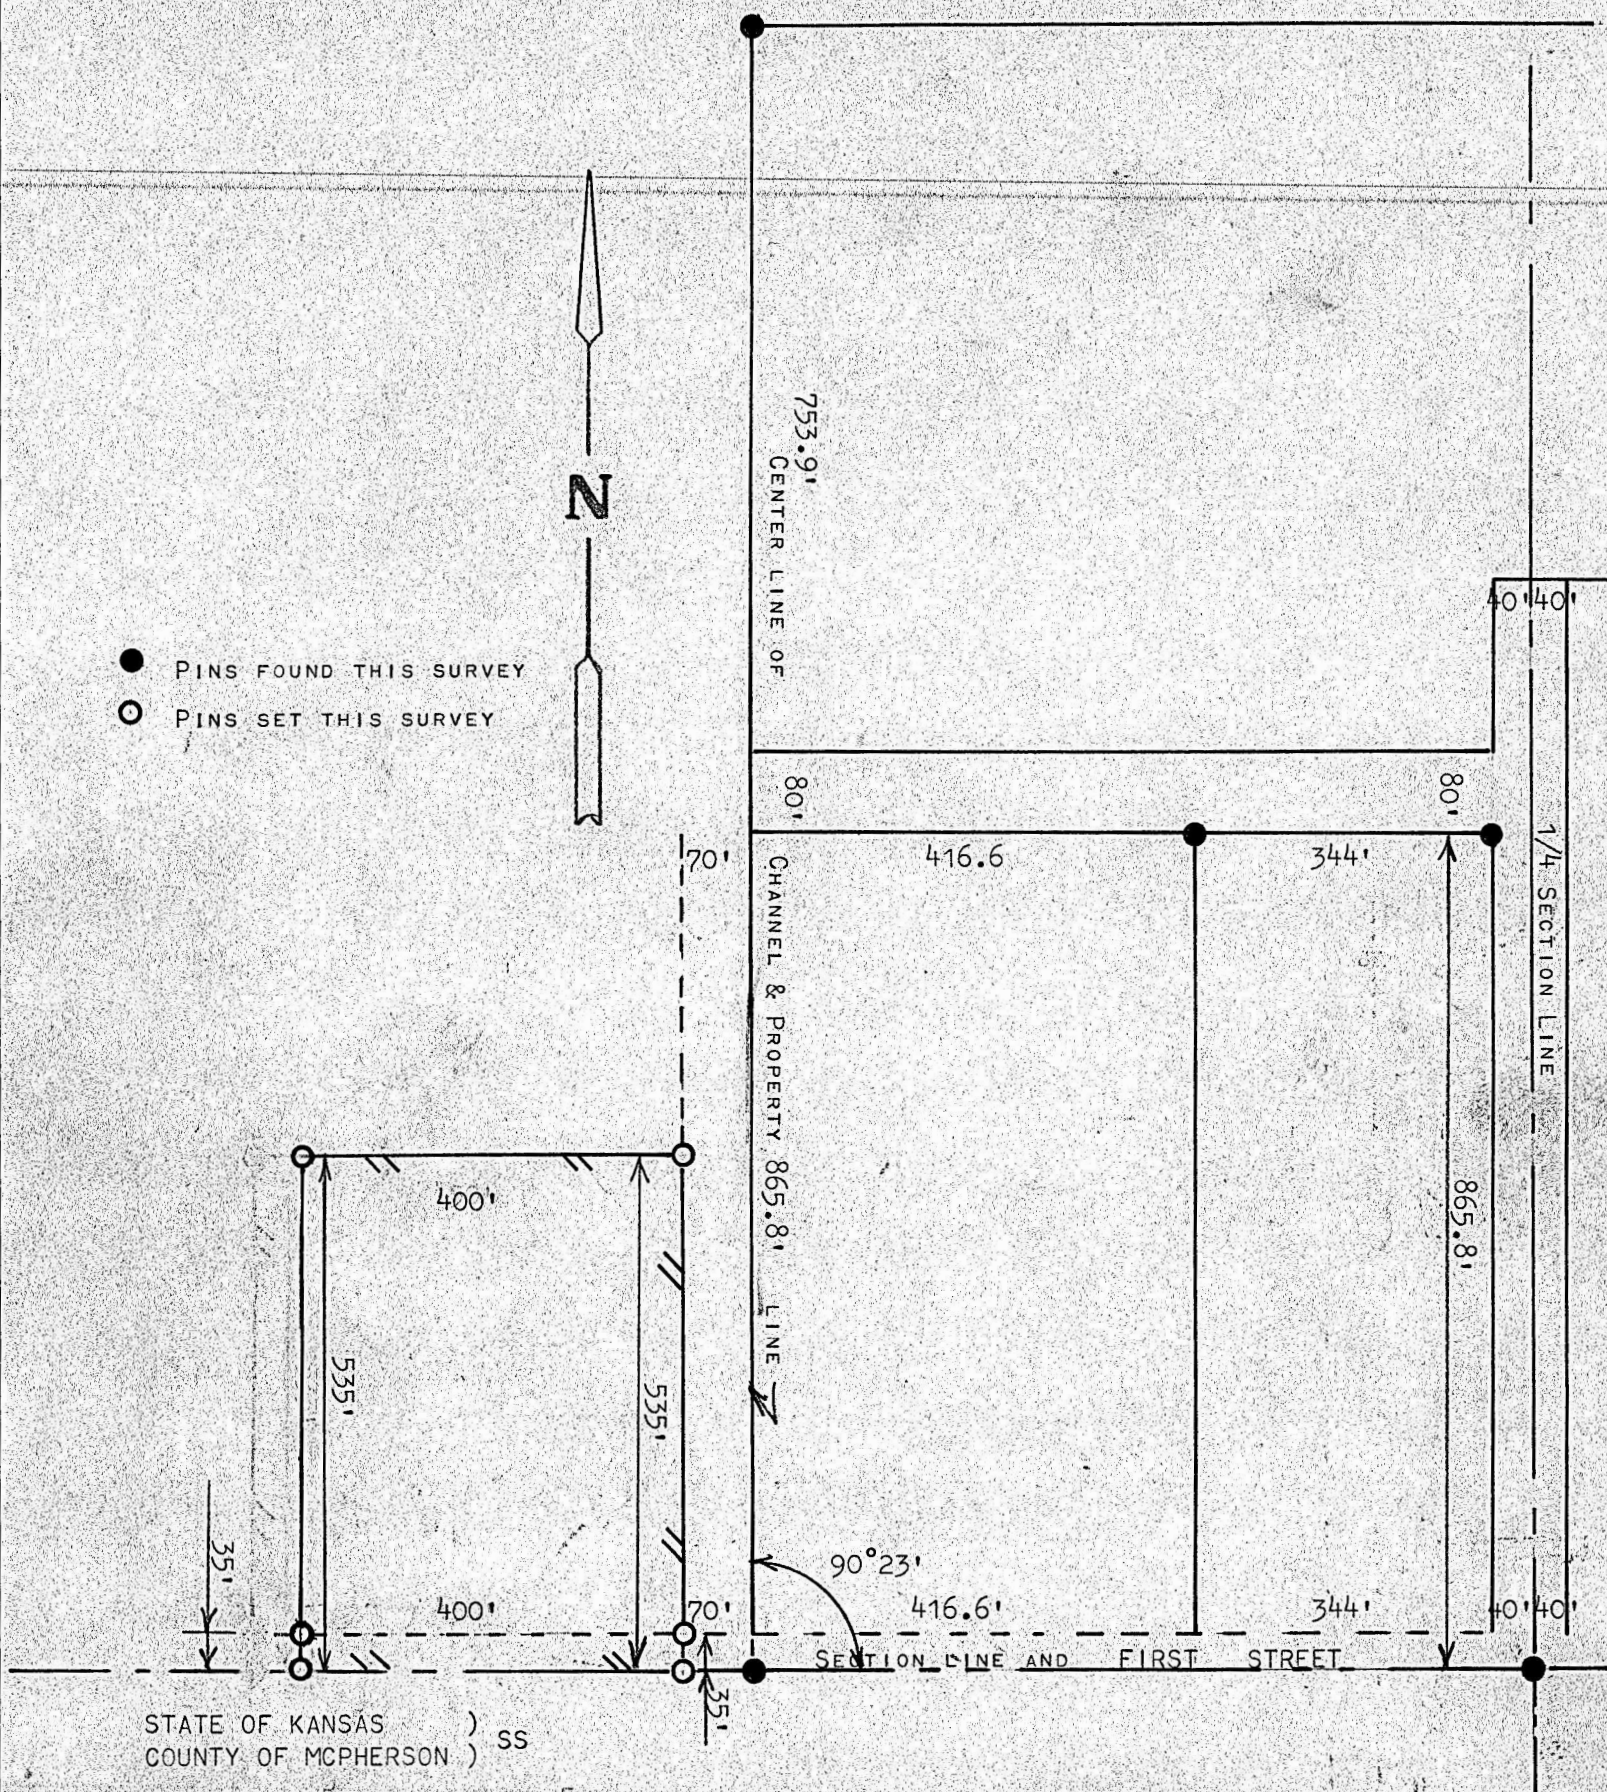 753.9'
CENTER LINE OF
N
40' 40'
PINS FOUND THIS SURVEY
PINS SET THIS SURVEY
80'
80'
70'
416.6
344'
1/4 SECTION LINE
CHANNEL & PROPERTY 865.8' LINE
400'
865.8'
535'
535'
35'
90°23'
400'
70'
416.6'
344'
40' 40'
SECTION LINE AND FIRST STREET
35'
STATE OF KANSAS )
SS
COUNTY OF MCPHERSON )